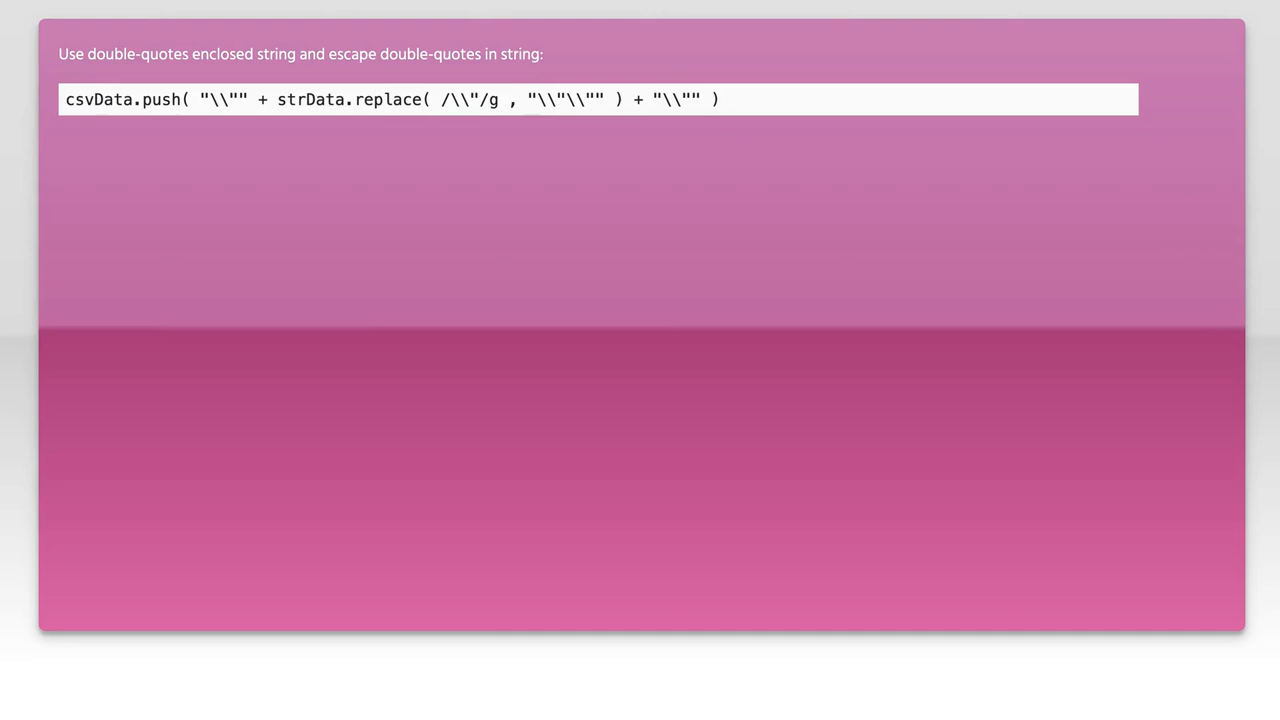 Use double-quotes enclosed string and escape double-quotes in string:
csvData.push( "\\"" + strData.replace( /\\"/g , "\\"\\"" ) + "\\"" )